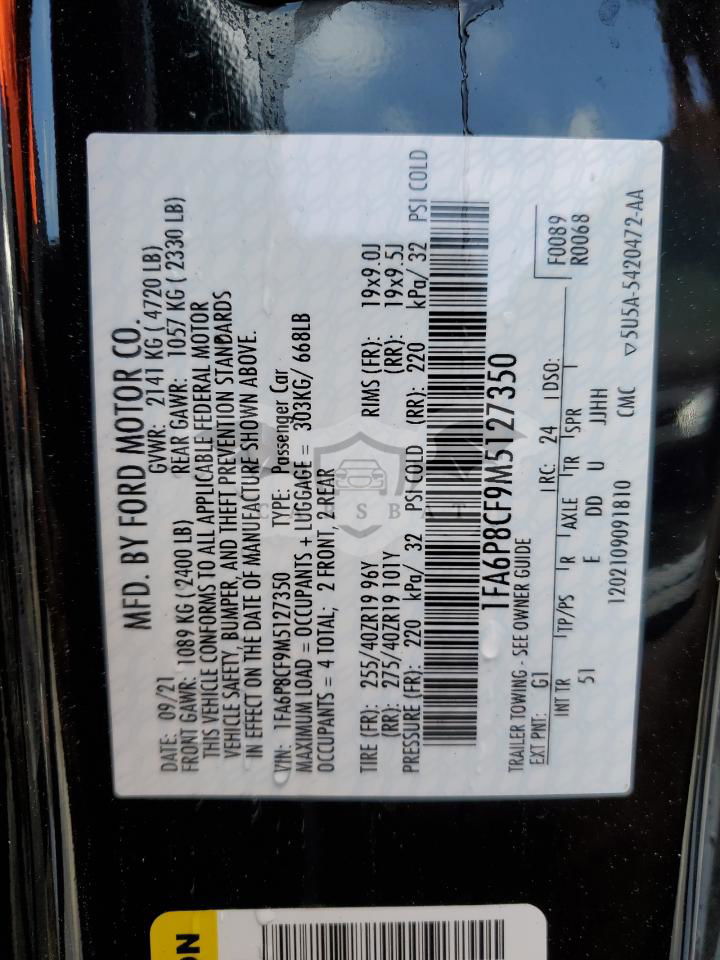 MFD. BY FORD MOTOR CO.
DATE: 09/21 GVWR: 2141 KG ( 4720 LB)
FRONT GAWR: 1089 KG ( 2400 LB) REAR GAWR: 1057 KG ( 2330 LB)
THIS VEHICLE CONFORMS TO ALL APPLICABLE FEDERAL MOTOR
VEHICLE SAFETY, BUMPER, AND THEFT PREVENTION STANDARDS
IN EFFECT ON THE DATE OF MANUFACTURE SHOWN ABOVE.
VIN: 1FA6P8CF9M5127350 TYPE: Passenger Car
MAXIMUM LOAD = OCCUPANTS + LUGGAGE = 303KG/ 668LB
OCCUPANTS = 4 TOTAL; 2 FRONT, 2 REAR
TIRE (FR): 255/40ZR19 96Y RIMS (FR): 19x9.0J
(RR): 275/40ZR19 101Y (RR): 19x9.5J
PRESSURE (FR): 220 kPa/ 32 PSI COLD (RR): 220 kPa/ 32 PSI COLD
1FA6P8CF9M5127350
TRAILER TOWING - SEE OWNER GUIDE
EXT PNT: G1 RC: 24 DSO: F0089
R0068
INT TR TP/PS R AXLE TR SPR
51 E DD U JJHH
1202109091810 CMC ▽5U5A-5420472-AA
ON